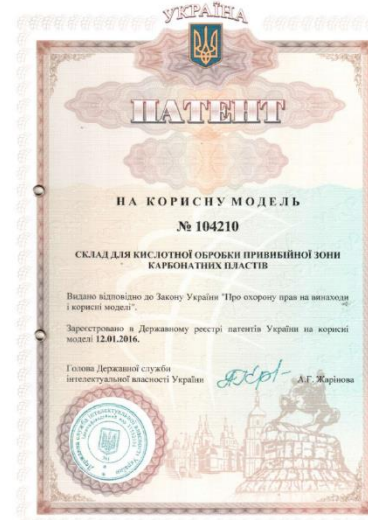 УКРАЇНА
ПАТЕНТ
НА КОРИСНУ МОДЕЛЬ
№ 104210
СКЛАД ДЛЯ КИСЛОТНОЇ ОБРОБКИ ПРИВИБІЙНОЇ ЗОНИ
КАРБОНАТНИХ ПЛАСТІВ
Видано відповідно до Закону України "Про охорону прав на винаходи
і корисні моделі".
Зареєстровано в Державному реєстрі патентів України на корисні
моделі 12.01.2016.
Голова Державної служби
інтелектуальної власності України
А.Г. Жарінова